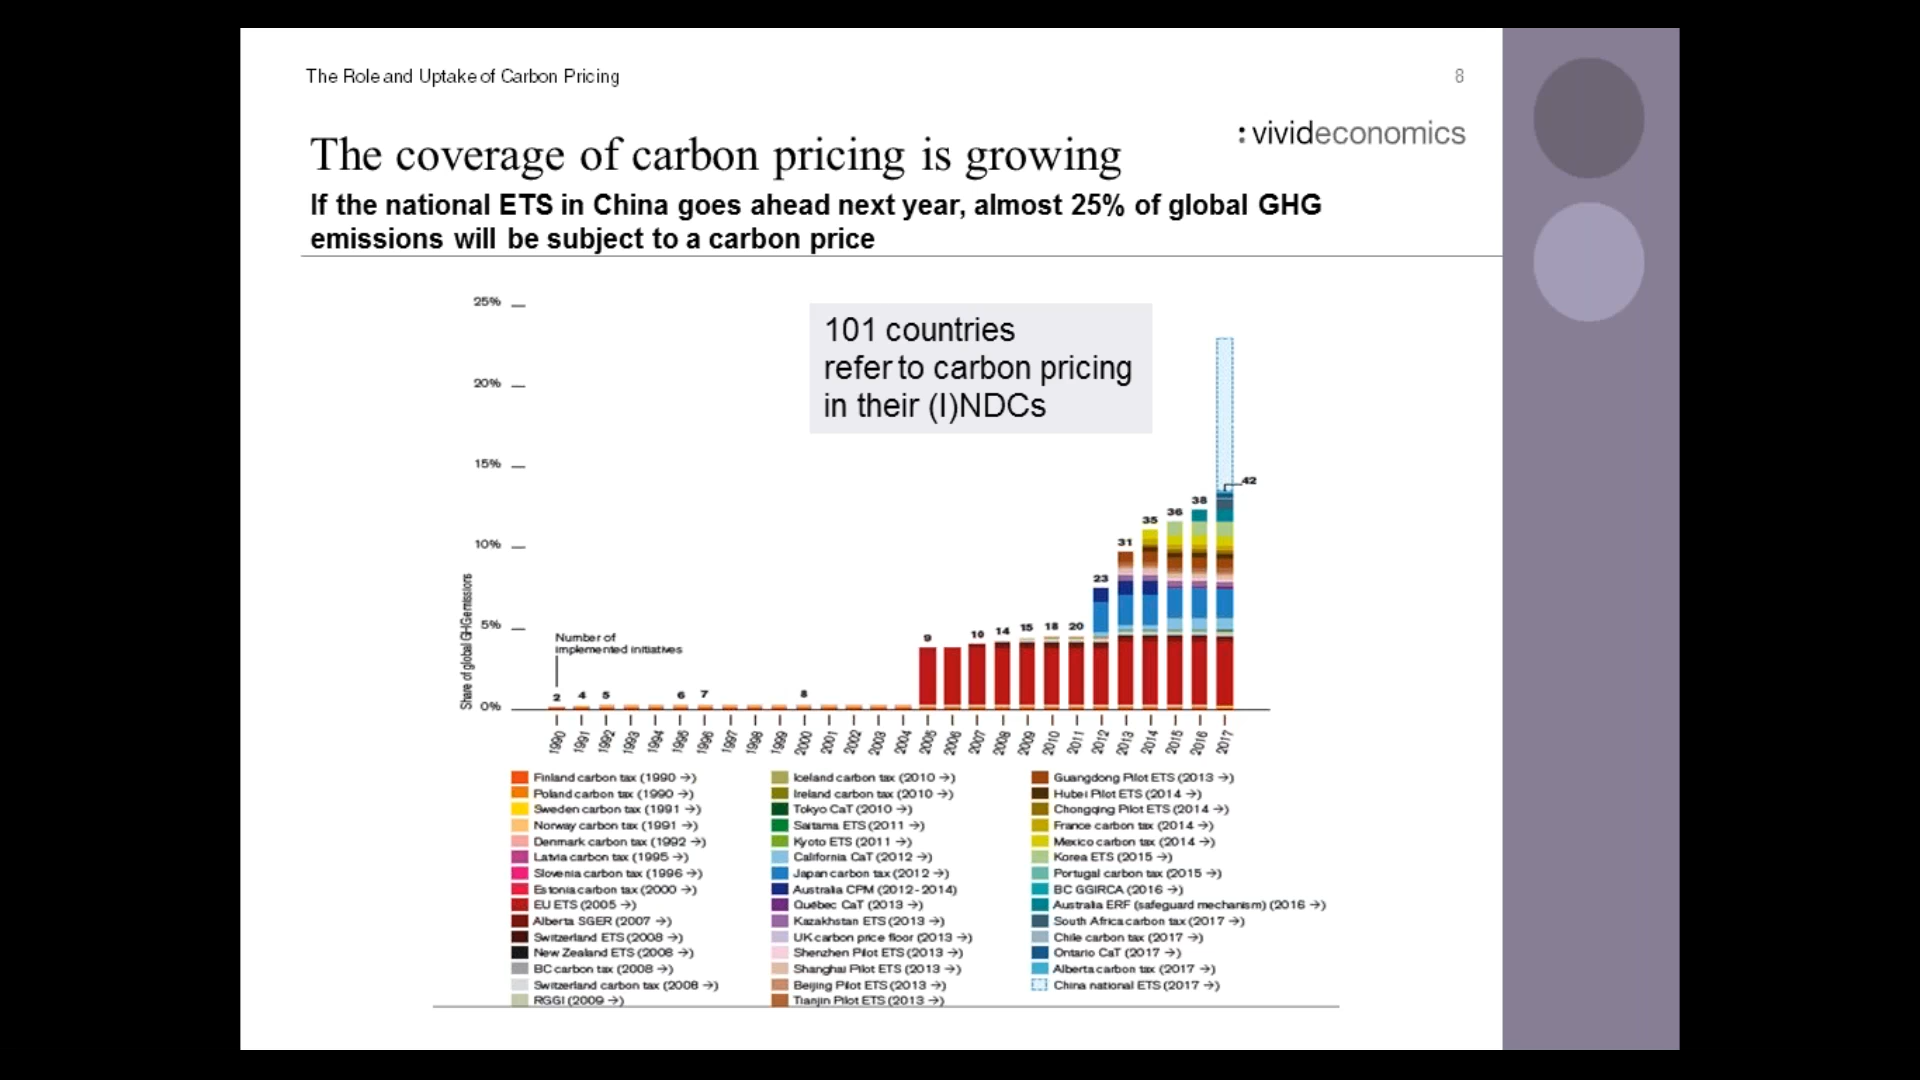 The Role and Uptake of Carbon Pricing
8
:vivideconomics
The coverage of carbon pricing is growing
If the national ETS in China goes ahead next year, almost 25% of global GHG
emissions will be subject to a carbon price
101 countries
refer to carbon pricing
in their (I)NDCs
25%
20%
15%
10%
5%
0%
Share of global GHG emissions
Number of
implemented initiatives
2 4 5 6 7 8 9 10 14 15 18 20 23 31 35 36 38 42
1990 1991 1992 1993 1994 1995 1996 1997 1998 1999 2000 2001 2002 2003 2004 2005 2006 2007 2008 2009 2010 2011 2012 2013 2014 2015 2016 2017
Finland carbon tax (1990 →)
Poland carbon tax (1990 →)
Sweden carbon tax (1991 →)
Norway carbon tax (1991 →)
Denmark carbon tax (1992 →)
Latvia carbon tax (1995 →)
Slovenia carbon tax (1996 →)
Estonia carbon tax (2000 →)
EU ETS (2005 →)
Alberta SGER (2007 →)
Switzerland ETS (2008 →)
New Zealand ETS (2008 →)
BC carbon tax (2008 →)
Switzerland carbon tax (2008 →)
RGGI (2009 →)
Iceland carbon tax (2010 →)
Ireland carbon tax (2010 →)
Tokyo CaT (2010 →)
Saitama ETS (2011 →)
Kyoto ETS (2011 →)
California CaT (2012 →)
Japan carbon tax (2012 →)
Australia CPM (2012-2014)
Québec CaT (2013 →)
Kazakhstan ETS (2013 →)
UK carbon price floor (2013 →)
Shenzhen Pilot ETS (2013 →)
Shanghai Pilot ETS (2013 →)
Beijing Pilot ETS (2013 →)
Tianjin Pilot ETS (2013 →)
Guangdong Pilot ETS (2013 →)
Hubei Pilot ETS (2014 →)
Chongqing Pilot ETS (2014 →)
France carbon tax (2014 →)
Mexico carbon tax (2014 →)
Korea ETS (2015 →)
Portugal carbon tax (2015 →)
BC GGIRCA (2016 →)
Australia ERF (safeguard mechanism) (2016 →)
South Africa carbon tax (2017 →)
Chile carbon tax (2017 →)
Ontario CaT (2017 →)
Alberta carbon tax (2017 →)
China national ETS (2017 →)